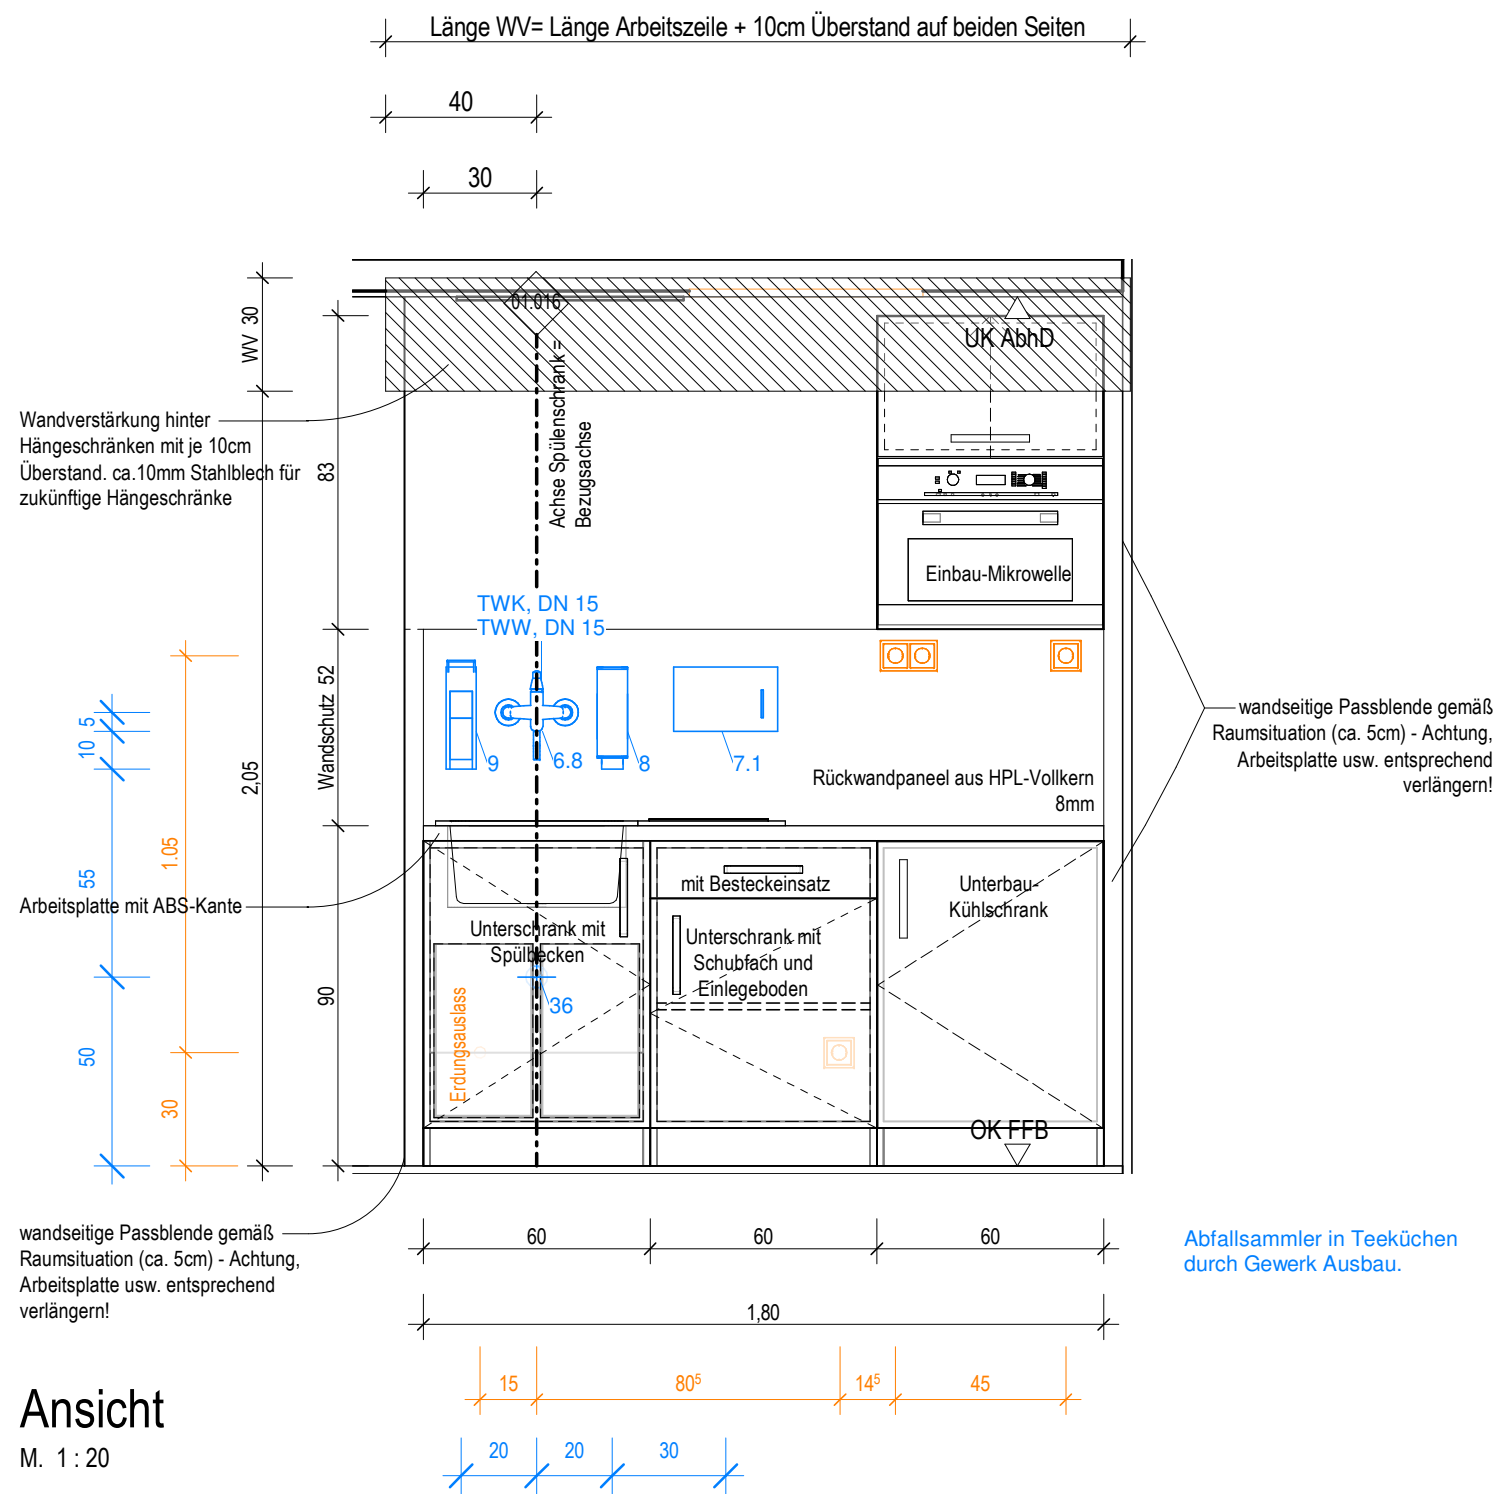 Länge WV= Länge Arbeitszeile + 10cm Überstand auf beiden Seiten
40
30
01.016
UK AbhD
WV 30
Achse Spülenschrank =
Bezugsachse
Wandverstärkung hinter
Hängeschränken mit je 10cm
Überstand. ca.10mm Stahlblech für
zukünftige Hängeschränke
83
Einbau-Mikrowelle
TWK, DN 15
TWW, DN 15
Wandschutz 52
2,05
5
10
55
50
1.05
30
90
9
6.8
8
7.1
Rückwandpaneel aus HPL-Vollkern
8mm
wandseitige Passblende gemäß
Raumsituation (ca. 5cm) - Achtung,
Arbeitsplatte usw. entsprechend
verlängern!
Arbeitsplatte mit ABS-Kante
mit Besteckeinsatz
Unterbau-
Kühlschrank
Unterschrank mit
Spülbecken
Unterschrank mit
Schubfach und
Einlegeboden
36
Erdungsauslass
OK FFB
wandseitige Passblende gemäß
Raumsituation (ca. 5cm) - Achtung,
Arbeitsplatte usw. entsprechend
verlängern!
60 60 60
Abfallsammler in Teeküchen
durch Gewerk Ausbau.
1,80
15 80⁵ 14⁵ 45
20 20 30
Ansicht
M. 1 : 20